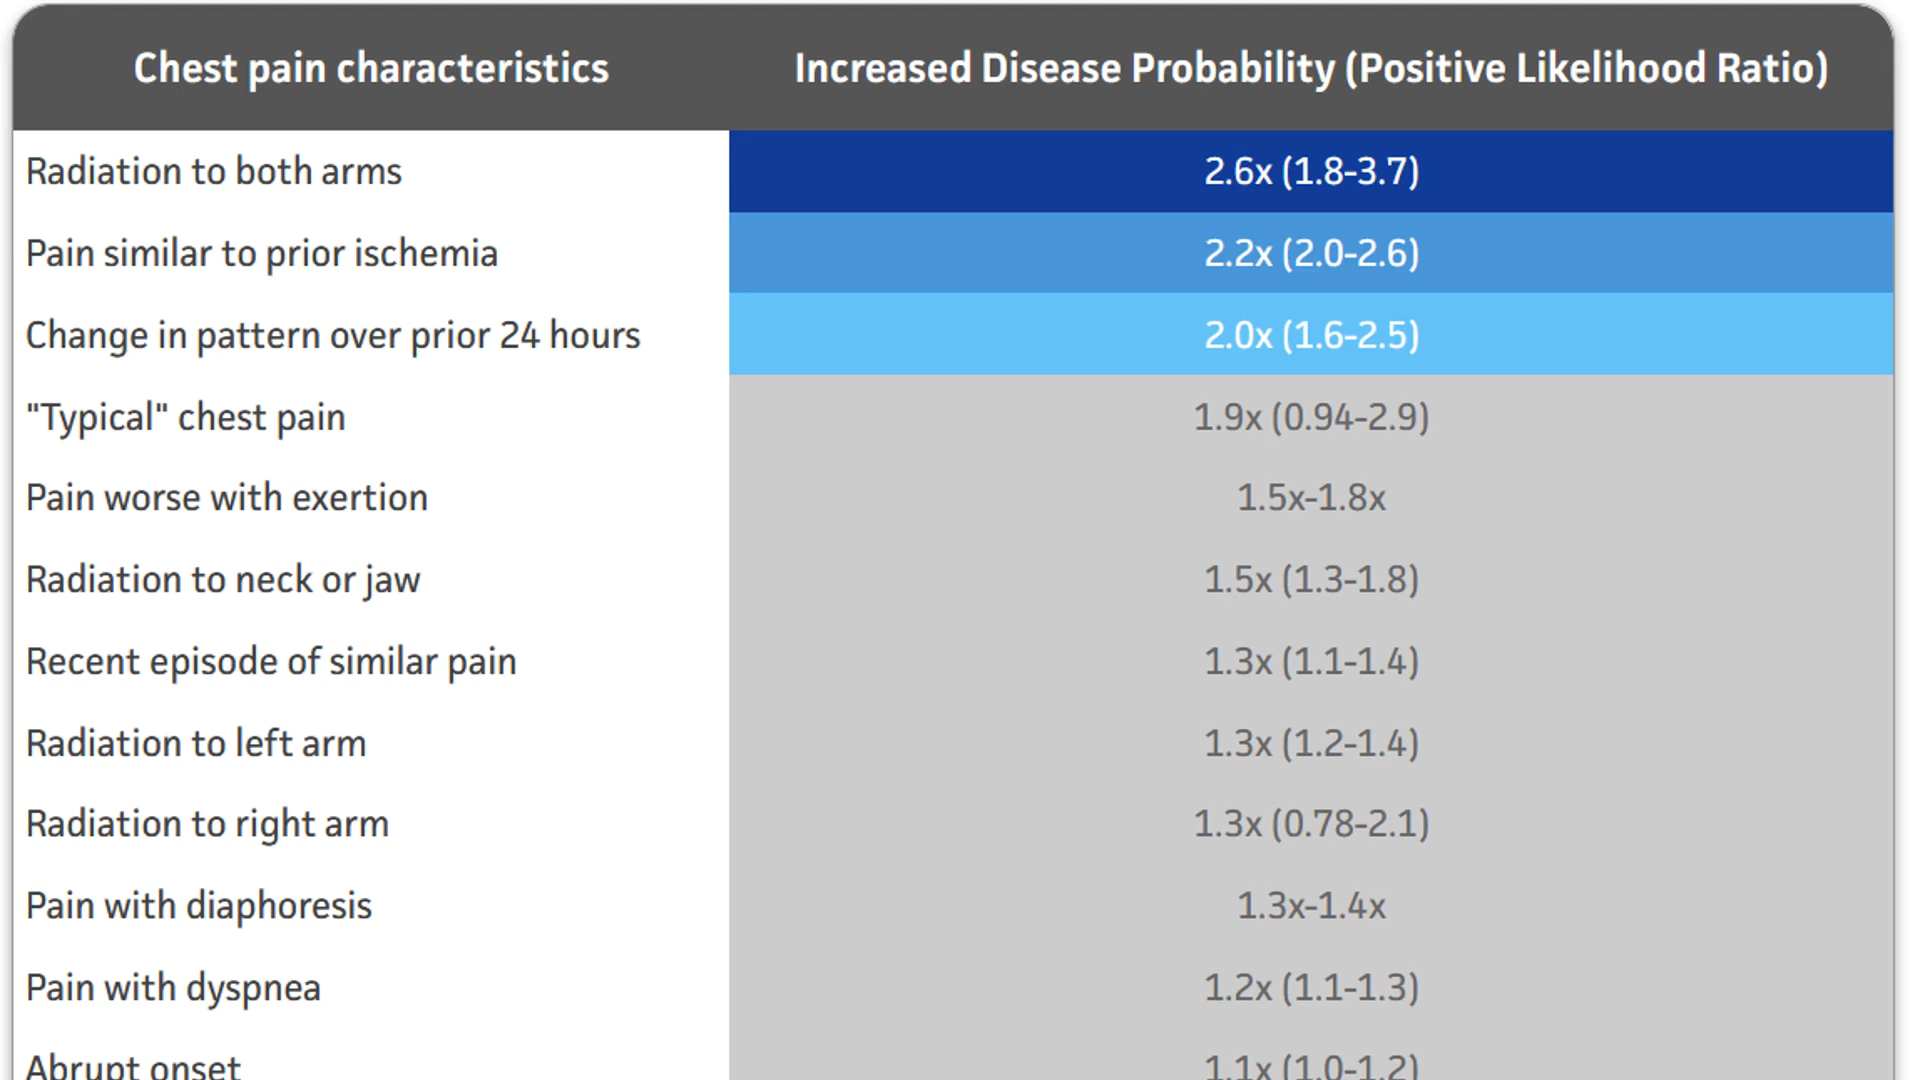 Chest pain characteristics Increased Disease Probability (Positive Likelihood Ratio)
Radiation to both arms 2.6x (1.8-3.7)
Pain similar to prior ischemia 2.2x (2.0-2.6)
Change in pattern over prior 24 hours 2.0x (1.6-2.5)
"Typical" chest pain 1.9x (0.94-2.9)
Pain worse with exertion 1.5x-1.8x
Radiation to neck or jaw 1.5x (1.3-1.8)
Recent episode of similar pain 1.3x (1.1-1.4)
Radiation to left arm 1.3x (1.2-1.4)
Radiation to right arm 1.3x (0.78-2.1)
Pain with diaphoresis 1.3x-1.4x
Pain with dyspnea 1.2x (1.1-1.3)
Abrupt onset 1.1x (1.0-1.2)